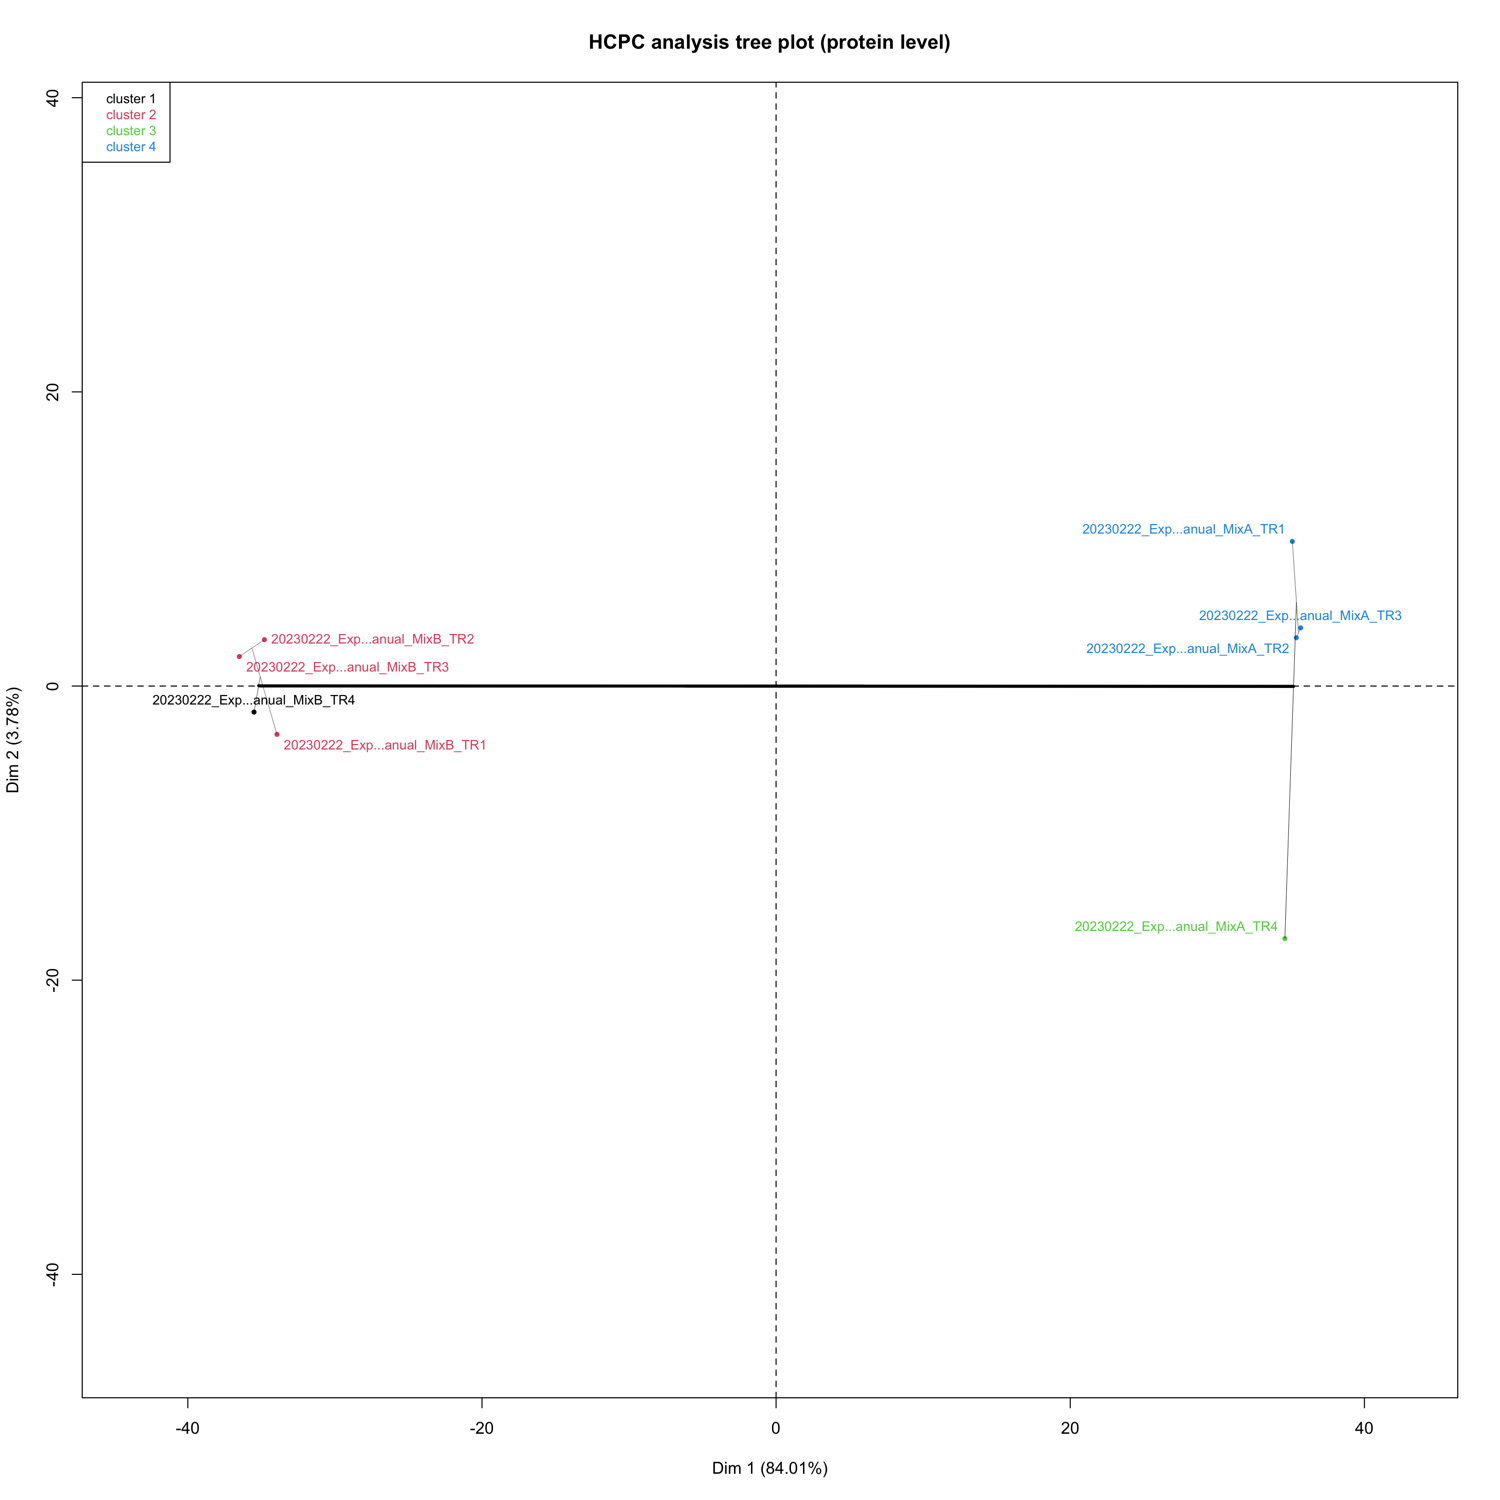 HCPC analysis tree plot (protein level)
cluster 1
cluster 2
cluster 3
cluster 4
40
20
0
-20
-40
Dim 2 (3.78%)
20230222_Exp...anual_MixA_TR1
20230222_Exp...anual_MixA_TR3
20230222_Exp...anual_MixB_TR2
20230222_Exp...anual_MixA_TR2
20230222_Exp...anual_MixB_TR3
20230222_Exp...anual_MixB_TR4
20230222_Exp...anual_MixB_TR1
20230222_Exp...anual_MixA_TR4
-40
-20
0
20
40
Dim 1 (84.01%)